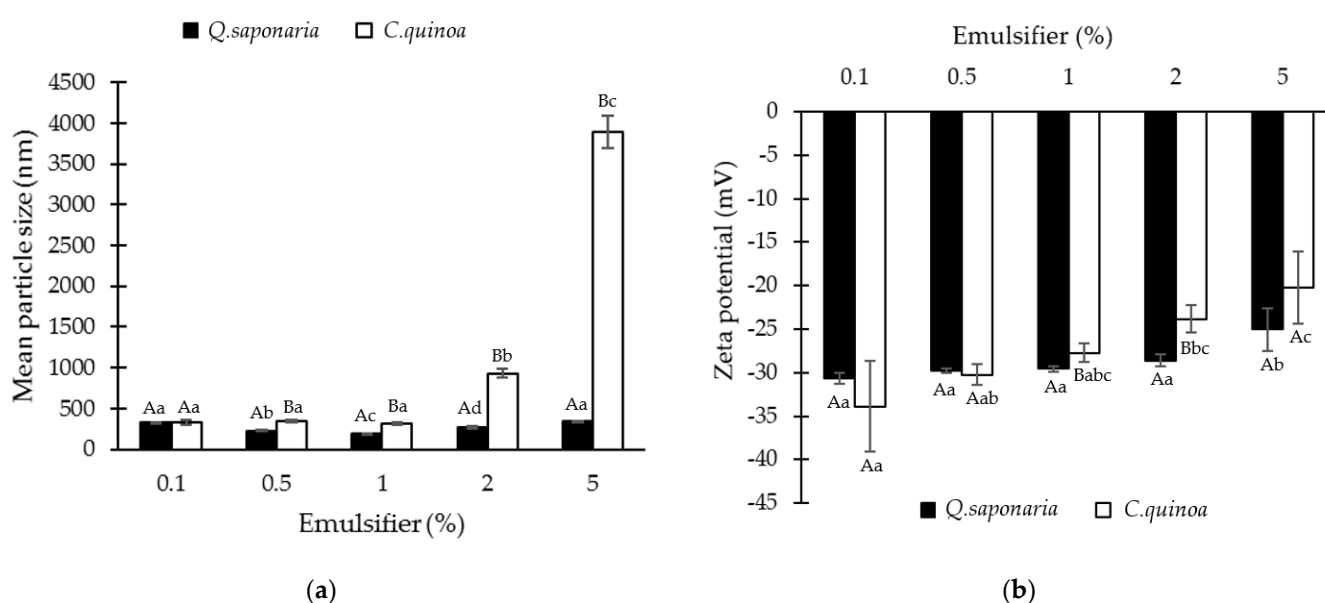 Q.saponaria C.quinoa
Mean particle size (nm)
4500
4000
3500
3000
2500
2000
1500
1000
500
0
Aa Aa Ab Ba Ac Ba Ad Bb Aa Bc
0.1 0.5 1 2 5
Emulsifier (%)
(a)
Emulsifier (%)
0.1 0.5 1 2 5
Zeta potential (mV)
0
-5
-10
-15
-20
-25
-30
-35
-40
-45
Aa Aa Aa Aab Aa Babc Aa Bbc Ab Ac
Q.saponaria C.quinoa
(b)